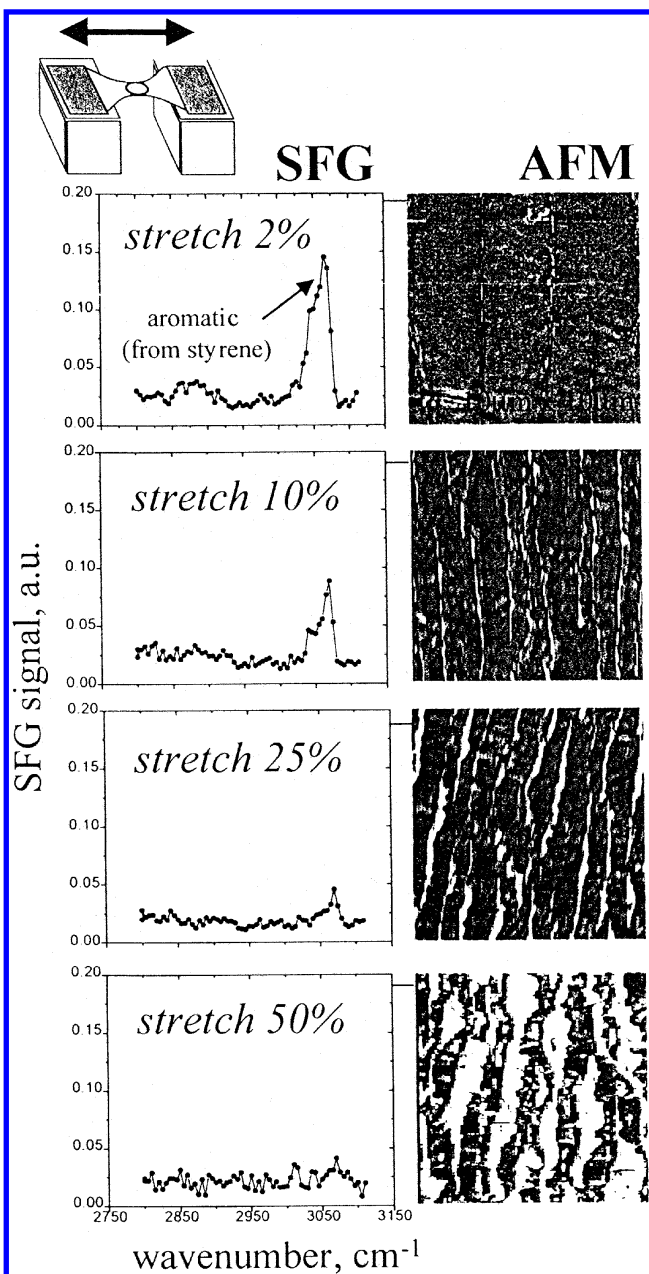 SFG AFM
SFG signal, a.u.
0.20
stretch 2%
0.15
aromatic
(from styrene)
0.10
0.05
0.00
0.20
stretch 10%
0.15
0.10
0.05
0.00
0.20
stretch 25%
0.15
0.10
0.05
0.00
0.20
stretch 50%
0.15
0.10
0.05
0.00
2750 2850 2950 3050 3150
wavenumber, cm⁻¹